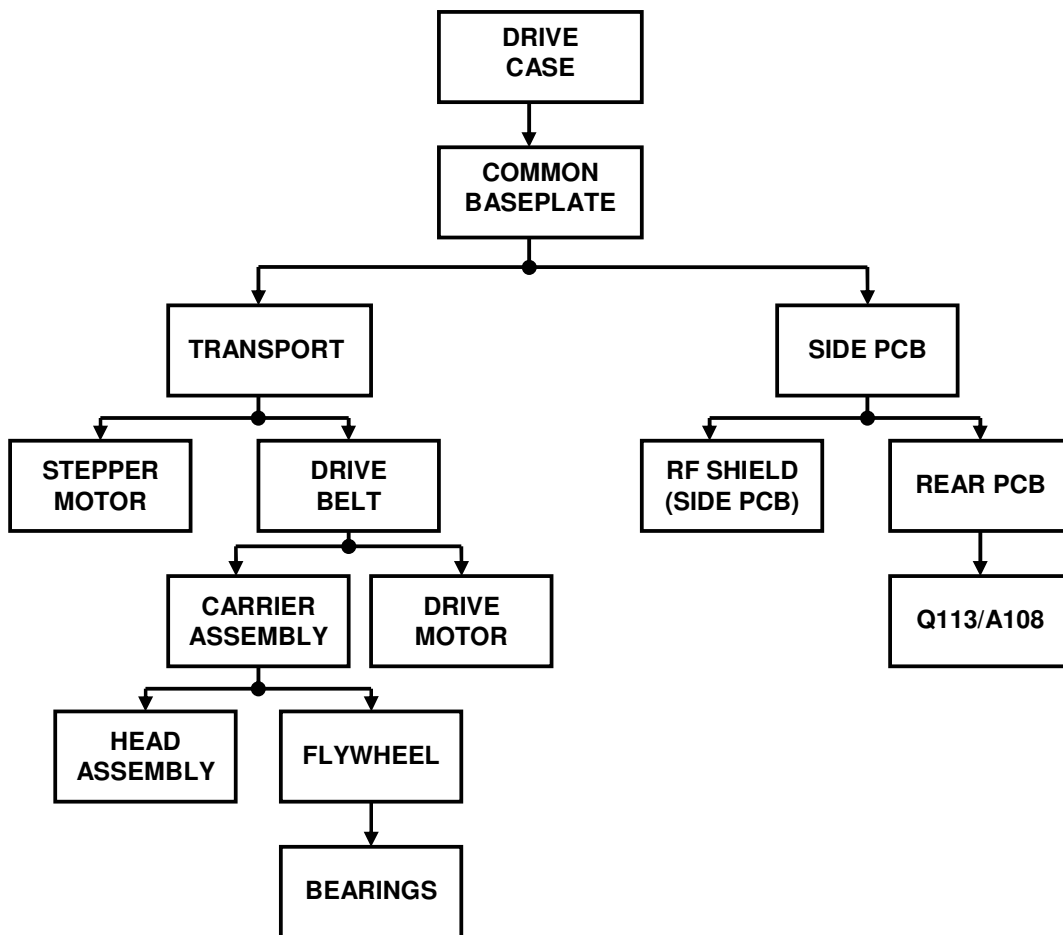 DRIVE
CASE
COMMON
BASEPLATE
TRANSPORT
SIDE PCB
STEPPER
MOTOR
DRIVE
BELT
RF SHIELD
(SIDE PCB)
REAR PCB
CARRIER
ASSEMBLY
DRIVE
MOTOR
Q113/A108
HEAD
ASSEMBLY
FLYWHEEL
BEARINGS